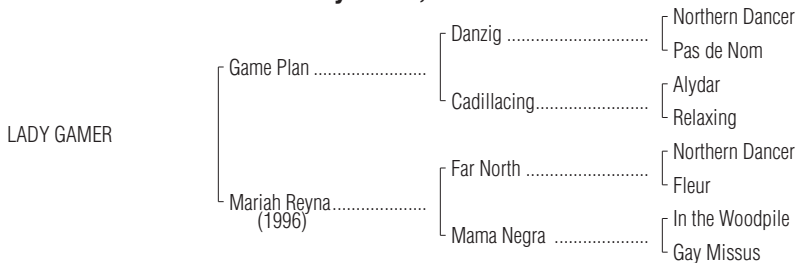 Northern Dancer
Danzig ..............................
Pas de Nom
Game Plan ........................
Alydar
Cadillacing........................
Relaxing
LADY GAMER
Northern Dancer
Far North ..........................
Fleur
Mariah Reyna....................
(1996)
In the Woodpile
Mama Negra ....................
Gay Missus